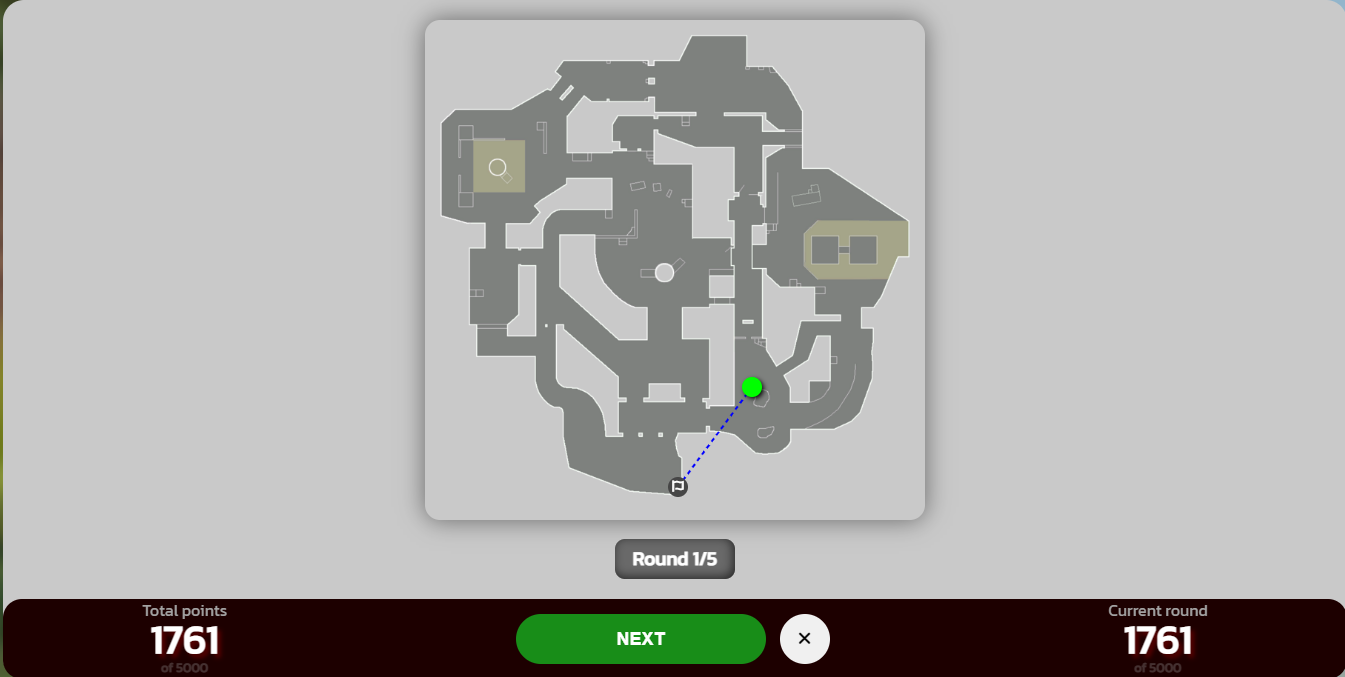 Round 1/5
Total points
1761
of 5000
NEXT
×
Current round
1761
of 5000